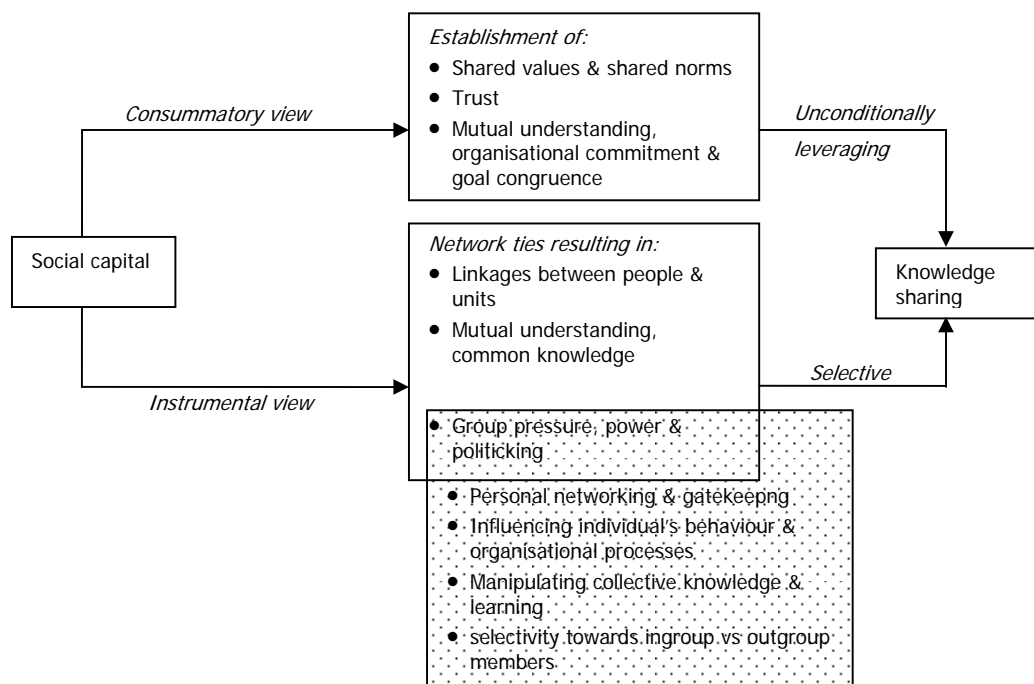 Establishment of:
● Shared values & shared norms
● Trust
● Mutual understanding,
organisational commitment &
goal congruence
Consummatory view
Unconditionally
leveraging
Social capital
Network ties resulting in:
● Linkages between people &
units
● Mutual understanding,
common knowledge
Knowledge
sharing
Instrumental view
Selective
● Group pressure, power &
politicking
● Personal networking & gatekeepng
● Influencing individual's behaviour &
organisational processes
● Manipulating collective knowledge &
learning
● selectivity towards ingroup vs outgroup
members